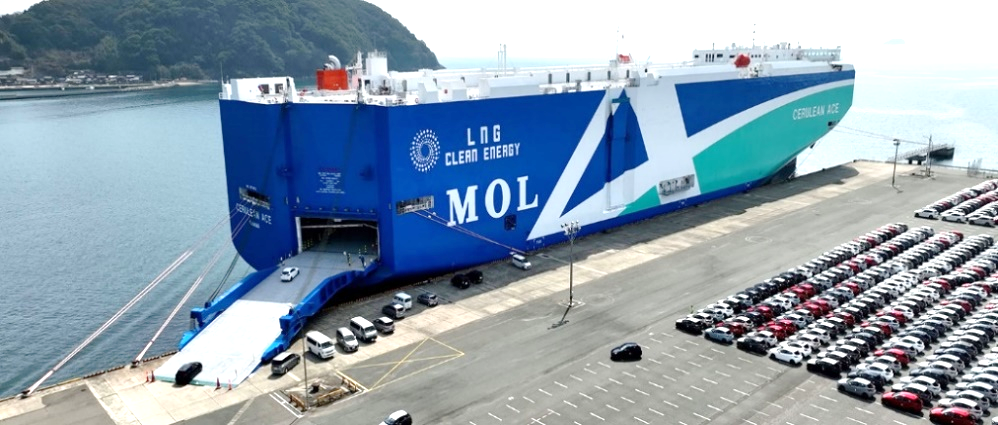 LNG
CLEAN ENERGY
MOL
CERULEAN ACE
CERULEAN ACE